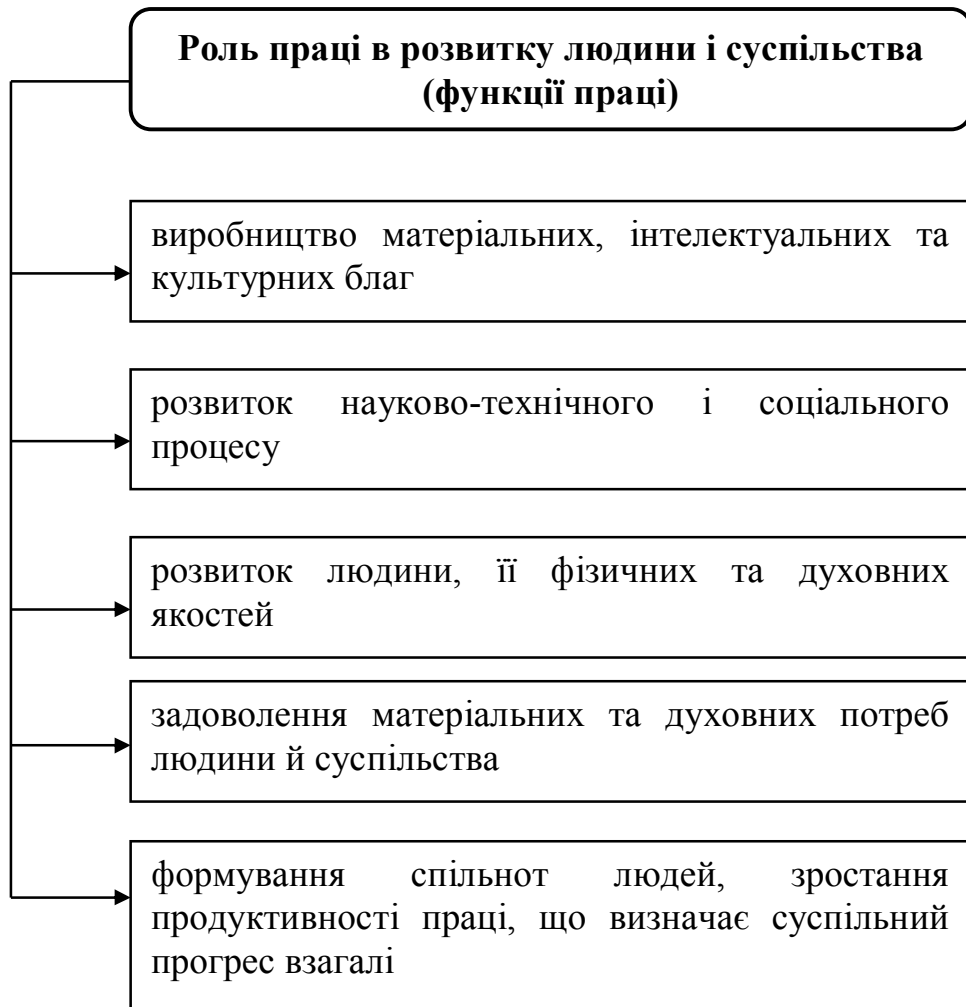 Роль праці в розвитку людини і суспільства
(функції праці)
виробництво матеріальних, інтелектуальних та
культурних благ
розвиток науково-технічного і соціального
процесу
розвиток людини, її фізичних та духовних
якостей
задоволення матеріальних та духовних потреб
людини й суспільства
формування спільнот людей, зростання
продуктивності праці, що визначає суспільний
прогрес взагалі